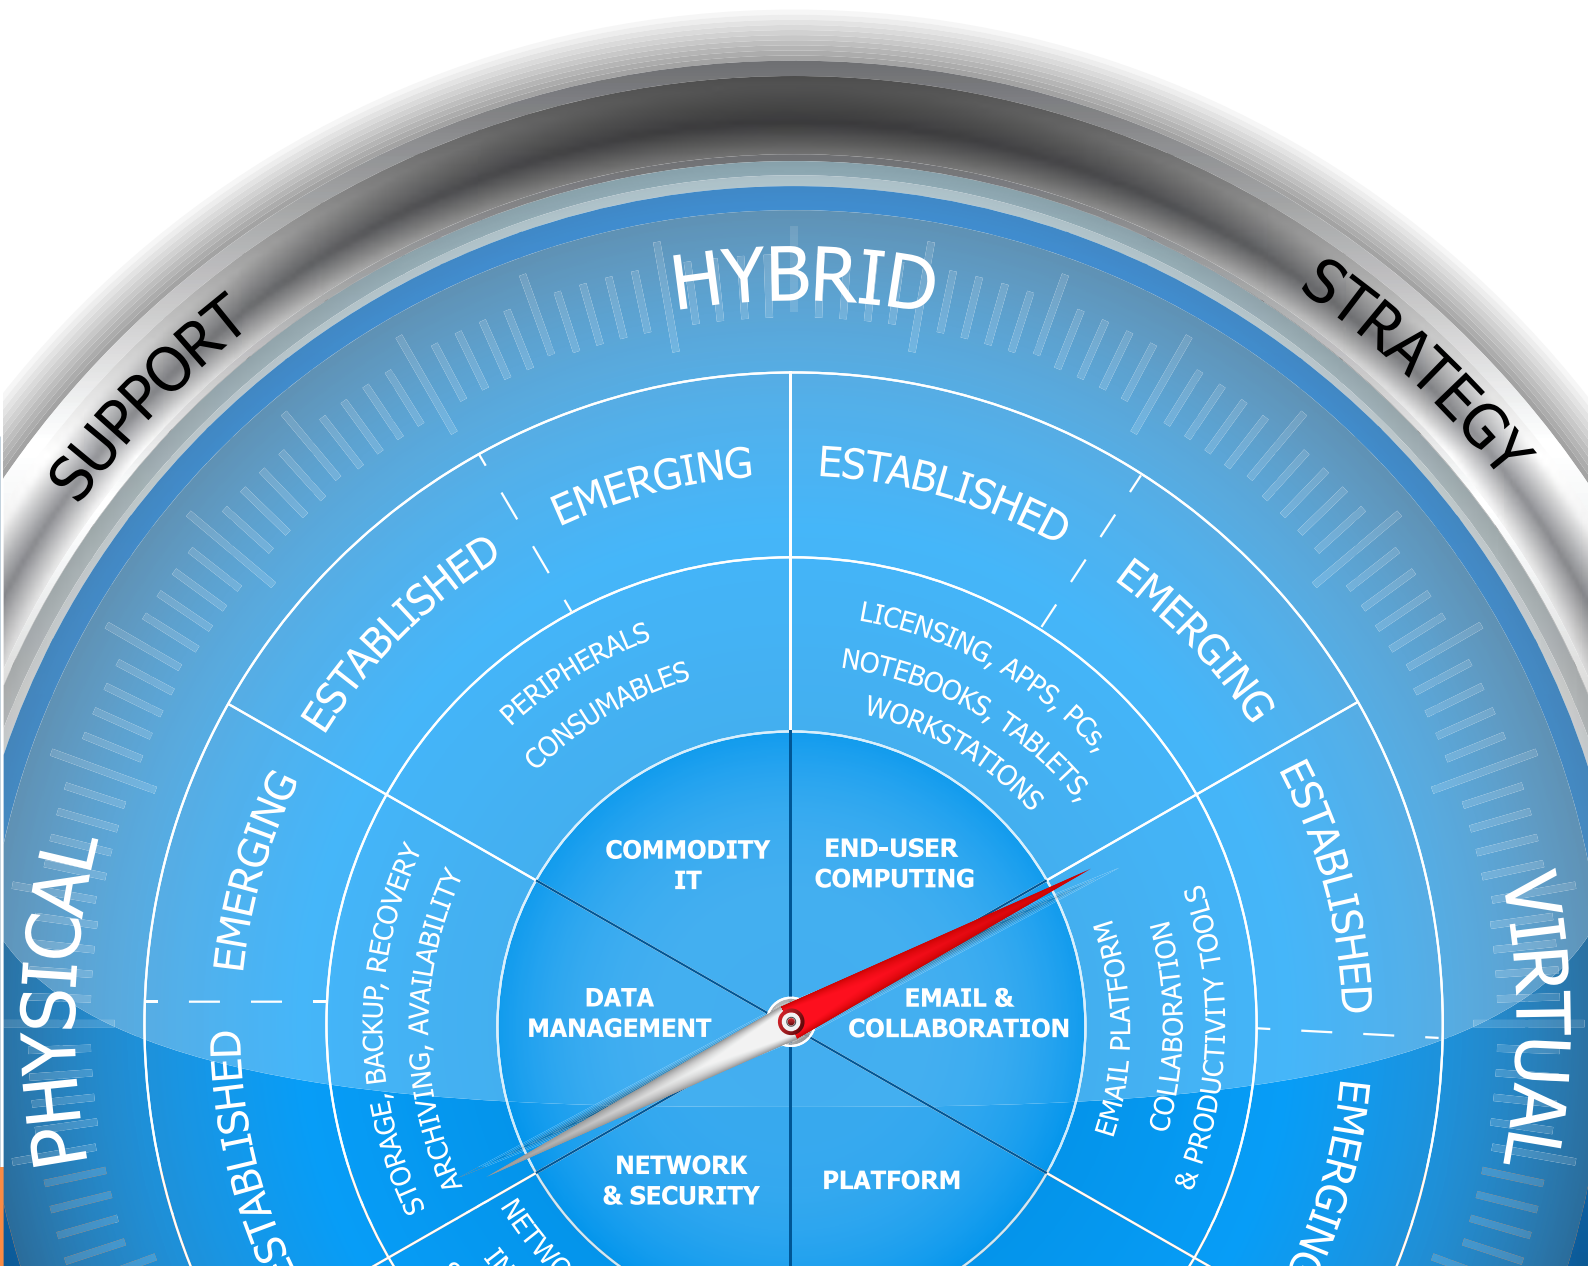 SUPPORT
STRATEGY
HYBRID
PHYSICAL
VIRTUAL
EMERGING
ESTABLISHED
ESTABLISHED
EMERGING
EMERGING
ESTABLISHED
ESTABLISHED
EMERGING
PERIPHERALS
CONSUMABLES
LICENSING, APPS, PCs,
NOTEBOOKS, TABLETS,
WORKSTATIONS
STORAGE, BACKUP, RECOVERY
ARCHIVING, AVAILABILITY
EMAIL PLATFORM
COLLABORATION
& PRODUCTIVITY TOOLS
COMMODITY
IT
END-USER
COMPUTING
DATA
MANAGEMENT
EMAIL &
COLLABORATION
NETWORK
& SECURITY
PLATFORM